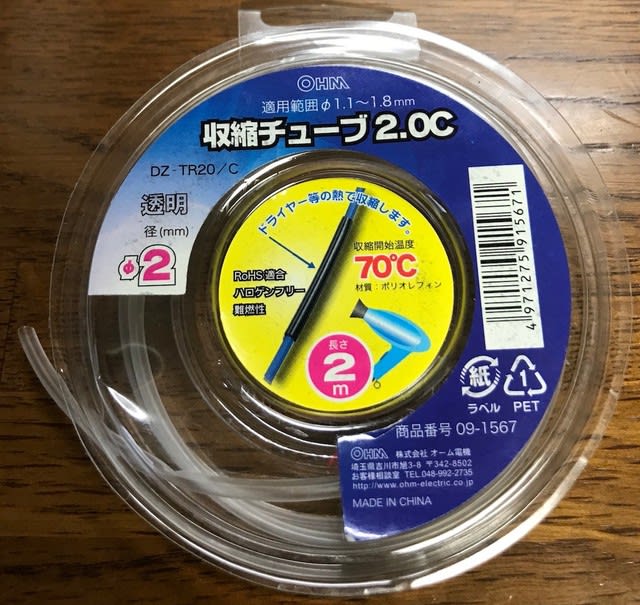 OHM
適用範囲φ1.1～1.8mm
収縮チューブ2.0C
DZ-TR20/C
透明
径(mm)
φ2
ドライヤー等の熱で収縮します。
収縮開始温度
70℃
材質：ポリオレフィン
RoHS適合
ハロゲンフリー
難燃性
長さ
2
m
4971275915671
紙
ラベル
1
PET
商品番号 09-1567
OHM 株式会社 オーム電機
埼玉県吉川市旭3-8 〒342-8502
お客様相談室 TEL.048-992-2735
http://www.ohm-electric.co.jp
MADE IN CHINA